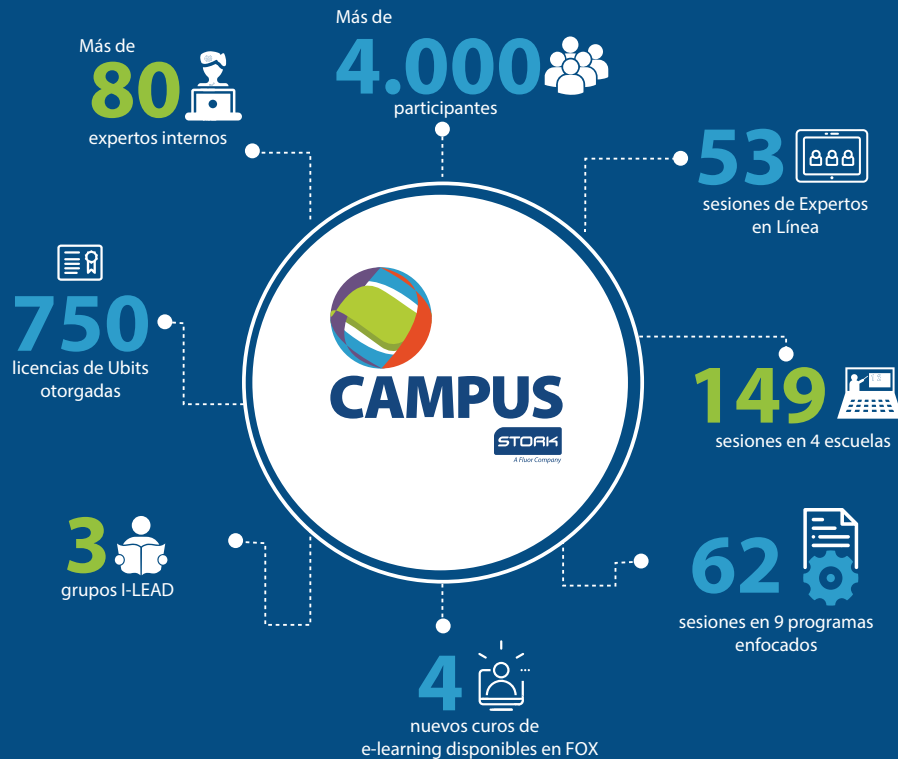 Más de
80
expertos internos
Más de
4.000
participantes
53
sesiones de Expertos
en Línea
750
licencias de Ubits
otorgadas
CAMPUS
STORK
A Fluor Company
149
sesiones en 4 escuelas
3
grupos I-LEAD
62
sesiones en 9 programas
enfocados
4
nuevos curos de
e-learning disponibles en FOX